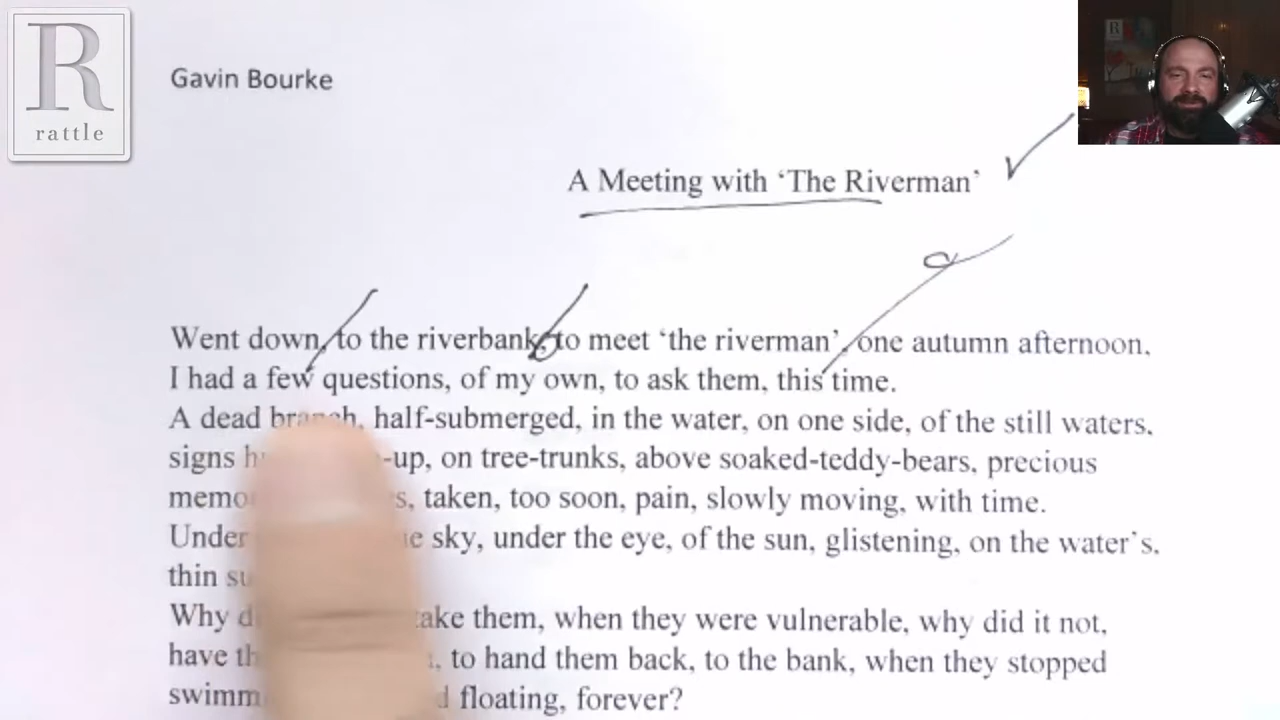 R
rattle
Gavin Bourke
A Meeting with ‘The Riverman’
Went down, to the riverbank, to meet ‘the riverman’, one autumn afternoon.
I had a few questions, of my own, to ask them, this time.
A dead branch, half-submerged, in the water, on one side, of the still waters.
signs -up, on tree-trunks, above soaked-teddy-bears, precious
taken, too soon, pain, slowly moving, with time.
Under sky, under the eye, of the sun, glistening, on the water’s,
thin
Why them, when they were vulnerable, why did it not,
have to hand them back, to the bank, when they stopped
floating, forever?